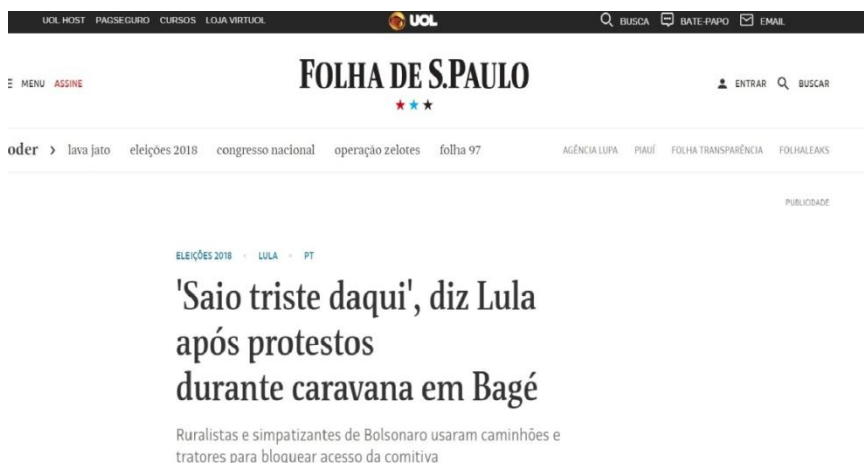 UOL HOST PAGSEGURO CURSOS LOJA VIRTUOL UOL BUSCA BATE-PAPO EMAIL
MENU ASSINE FOLHA DE S.PAULO ENTRAR BUSCAR
oder > lava jato eleições 2018 congresso nacional operação zelotes folha 97 AGÊNCIA LUPA PIAUÍ FOLHA TRANSPARÊNCIA FOLHALEAKS
PUBLICIDADE
ELEIÇÕES 2018 LULA PT
'Saio triste daqui', diz Lula
após protestos
durante caravana em Bagé
Ruralistas e simpatizantes de Bolsonaro usaram caminhões e
tratores para bloquear acesso da comitiva